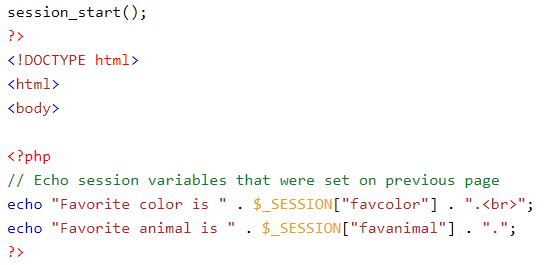 session_start();
?>
<!DOCTYPE html>
<html>
<body>
<?php
// Echo session variables that were set on previous page
echo "Favorite color is " . $_SESSION["favcolor"] . ".<br>";
echo "Favorite animal is " . $_SESSION["favanimal"] . ".";
?>